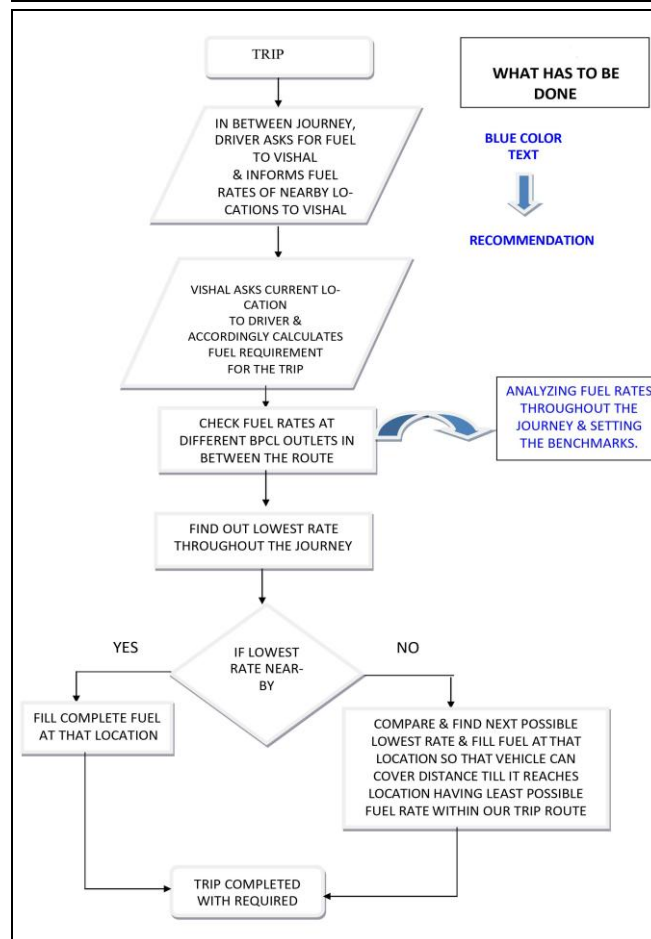 TRIP
WHAT HAS TO BE
DONE
BLUE COLOR
TEXT
RECOMMENDATION
IN BETWEEN JOURNEY,
DRIVER ASKS FOR FUEL
TO VISHAL
& INFORMS FUEL
RATES OF NEARBY LO-
CATIONS TO VISHAL
VISHAL ASKS CURRENT LO-
CATION
TO DRIVER &
ACCORDINGLY CALCULATES
FUEL REQUIREMENT
FOR THE TRIP
CHECK FUEL RATES AT
DIFFERENT BPCL OUTLETS IN
BETWEEN THE ROUTE
ANALYZING FUEL RATES
THROUGHOUT THE
JOURNEY & SETTING
THE BENCHMARKS.
FIND OUT LOWEST RATE
THROUGHOUT THE JOURNEY
IF LOWEST
RATE NEAR-
BY
YES
NO
FILL COMPLETE FUEL
AT THAT LOCATION
COMPARE & FIND NEXT POSSIBLE
LOWEST RATE & FILL FUEL AT THAT
LOCATION SO THAT VEHICLE CAN
COVER DISTANCE TILL IT REACHES
LOCATION HAVING LEAST POSSIBLE
FUEL RATE WITHIN OUR TRIP ROUTE
TRIP COMPLETED
WITH REQUIRED